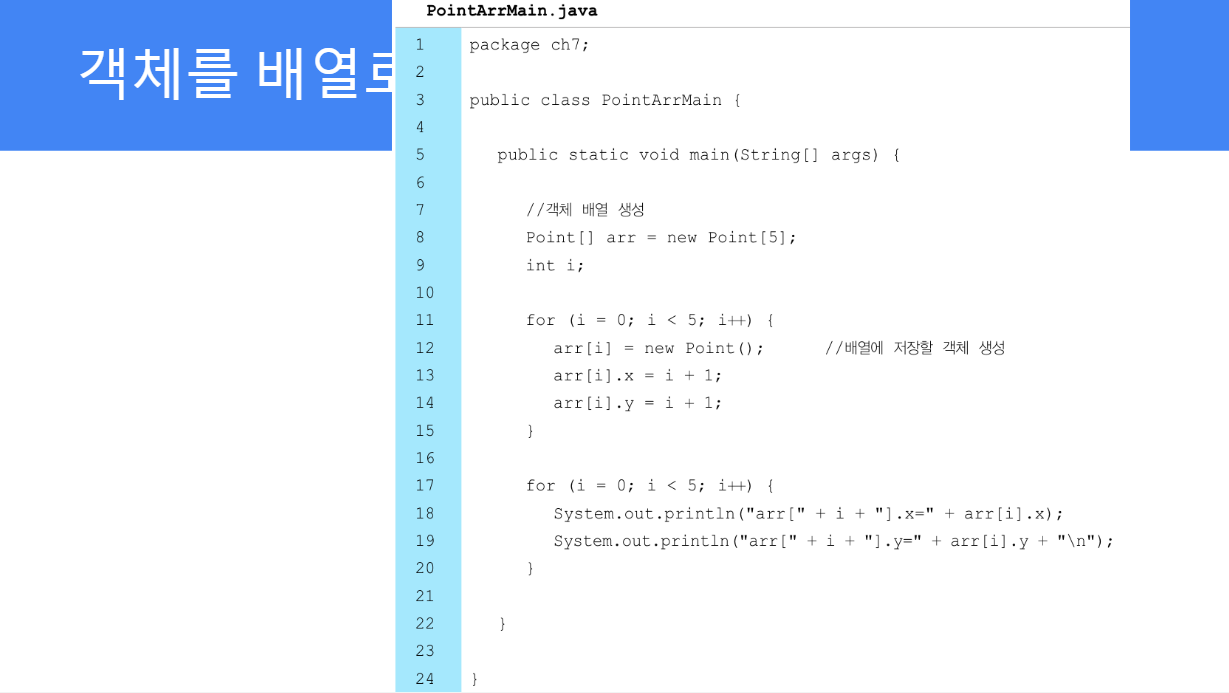 객체를 배열로
PointArrMain.java
1 package ch7;
2
3 public class PointArrMain {
4
5 public static void main(String[] args) {
6
7 //객체 배열 생성
8 Point[] arr = new Point[5];
9 int i;
10
11 for (i = 0; i < 5; i++) {
12 arr[i] = new Point(); //배열에 저장할 객체 생성
13 arr[i].x = i + 1;
14 arr[i].y = i + 1;
15 }
16
17 for (i = 0; i < 5; i++) {
18 System.out.println("arr[" + i + "].x=" + arr[i].x);
19 System.out.println("arr[" + i + "].y=" + arr[i].y + "\n");
20 }
21
22 }
23
24 }